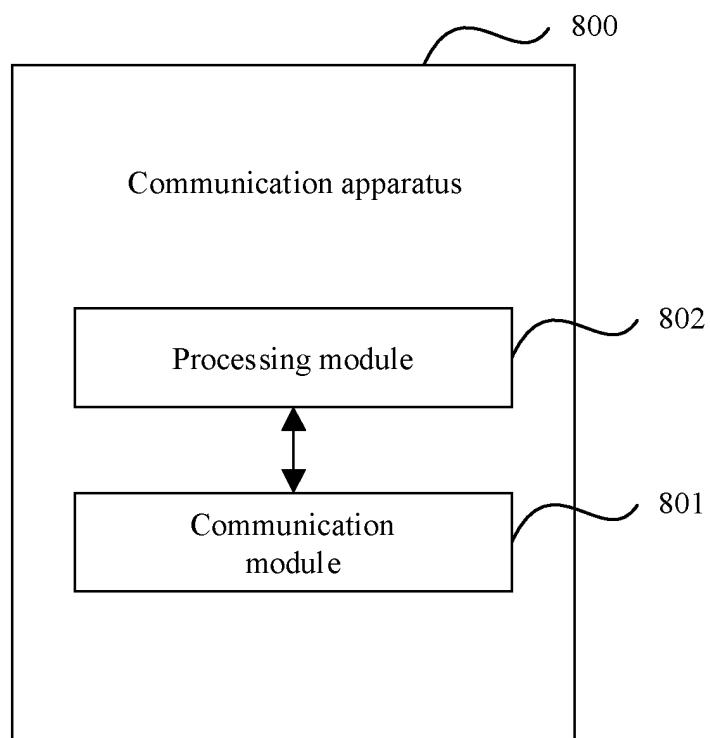 800
Communication apparatus
802
Processing module
801
Communication
module